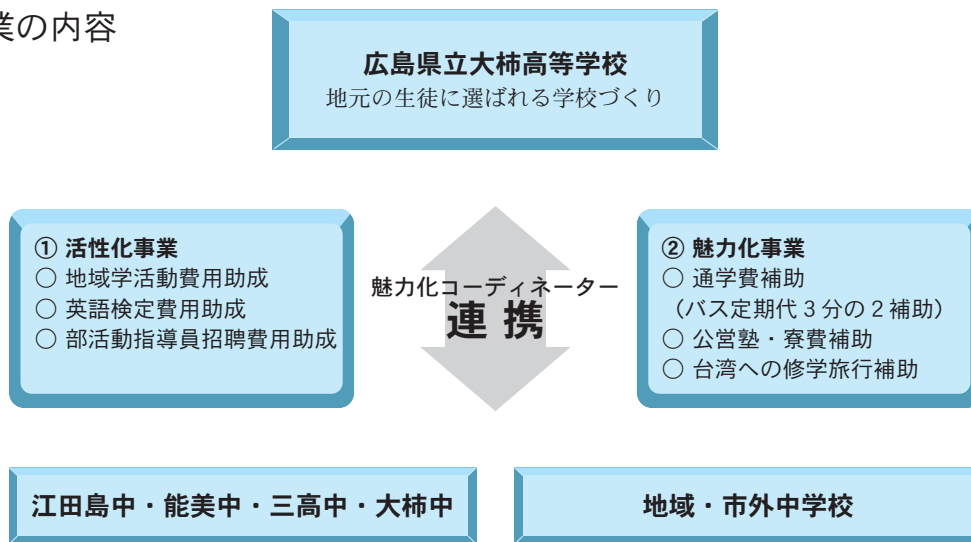 業の内容
広島県立大柿高等学校
地元の生徒に選ばれる学校づくり
① 活性化事業
○ 地域学活動費用助成
○ 英語検定費用助成
○ 部活動指導員招聘費用助成
魅力化コーディネーター
連 携
② 魅力化事業
○ 通学費補助
（バス定期代３分の２補助）
○ 公営塾・寮費補助
○ 台湾への修学旅行補助
江田島中・能美中・三高中・大柿中
地域・市外中学校